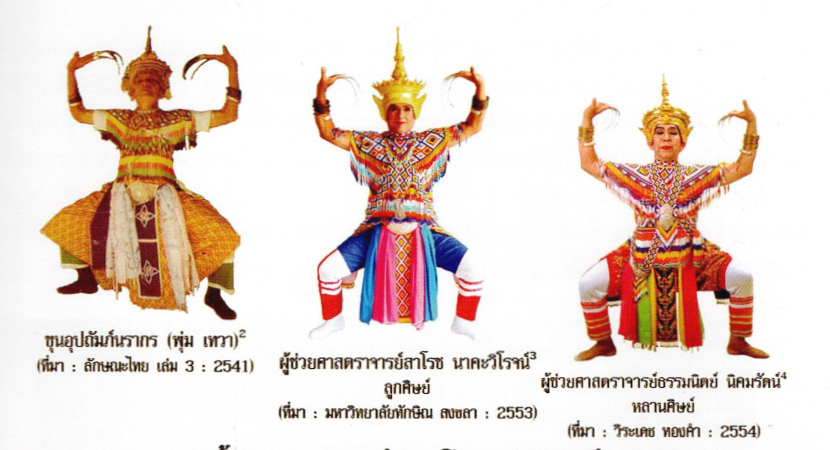 ขุนอุปถัมภ์นรากร (พุ่ม เทวา)²
(ที่มา : ลักษณะไทย เล่ม 3 : 2541)
ผู้ช่วยศาสตราจารย์สาโรช นาคะวิโรจน์³
ลูกศิษย์
(ที่มา : มหาวิทยาลัยทักษิณ สงขลา : 2553)
ผู้ช่วยศาสตราจารย์ธรรมนิตย์ นิคมรัตน์⁴
หลานศิษย์
(ที่มา : วีระเดช ทองคำ : 2554)